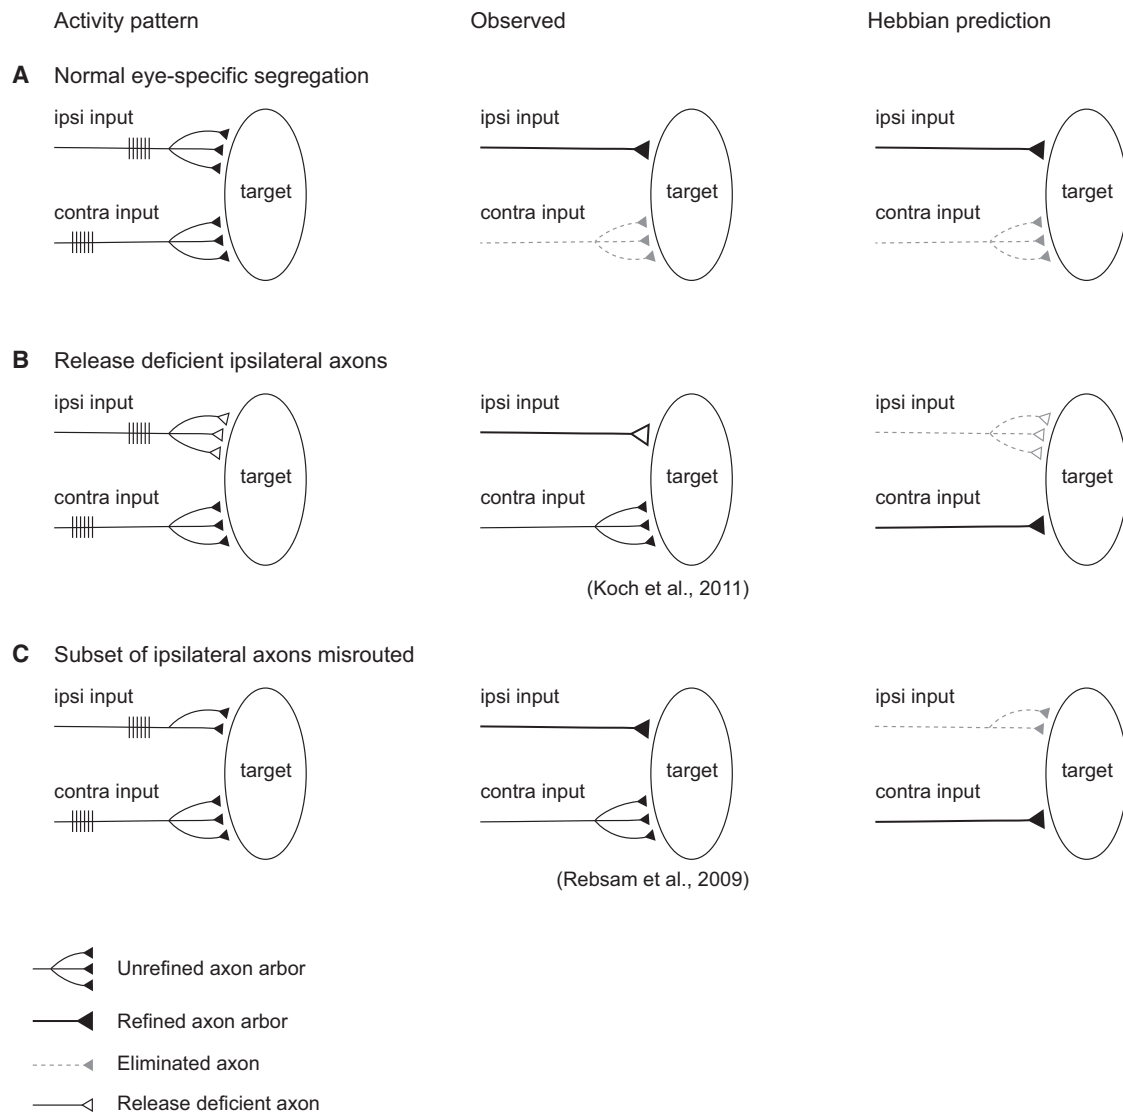 Activity pattern Observed Hebbian prediction
A Normal eye-specific segregation
ipsi input ipsi input ipsi input
target target target
contra input contra input contra input
B Release deficient ipsilateral axons
ipsi input ipsi input ipsi input
target target target
contra input contra input contra input
(Koch et al., 2011)
C Subset of ipsilateral axons misrouted
ipsi input ipsi input ipsi input
target target target
contra input contra input contra input
(Rebsam et al., 2009)
Unrefined axon arbor
Refined axon arbor
Eliminated axon
Release deficient axon